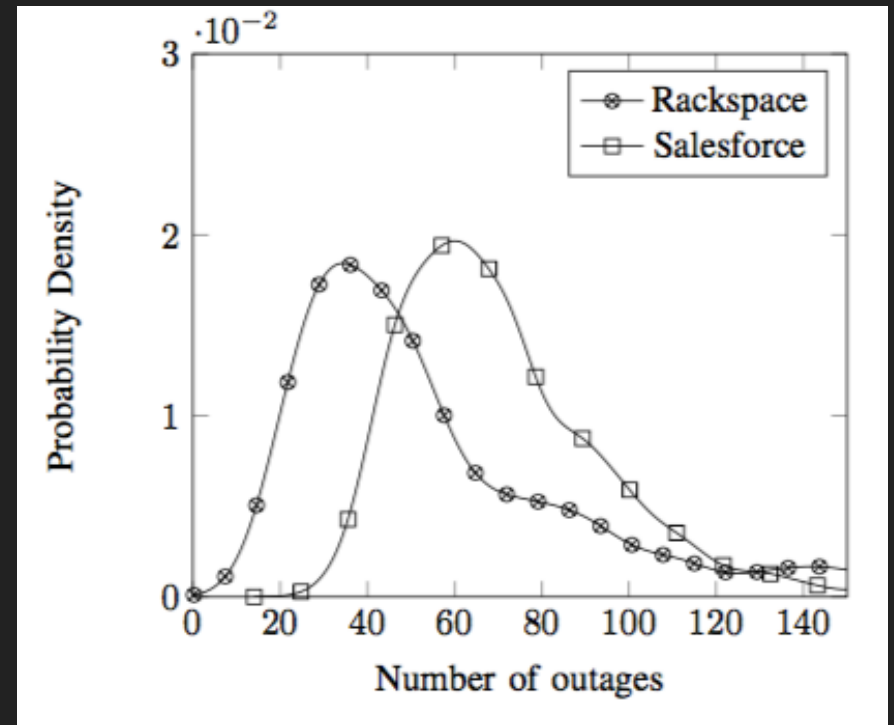 ·10−2
3
2
1
0
Probability Density
Rackspace
Salesforce
0 20 40 60 80 100 120 140
Number of outages